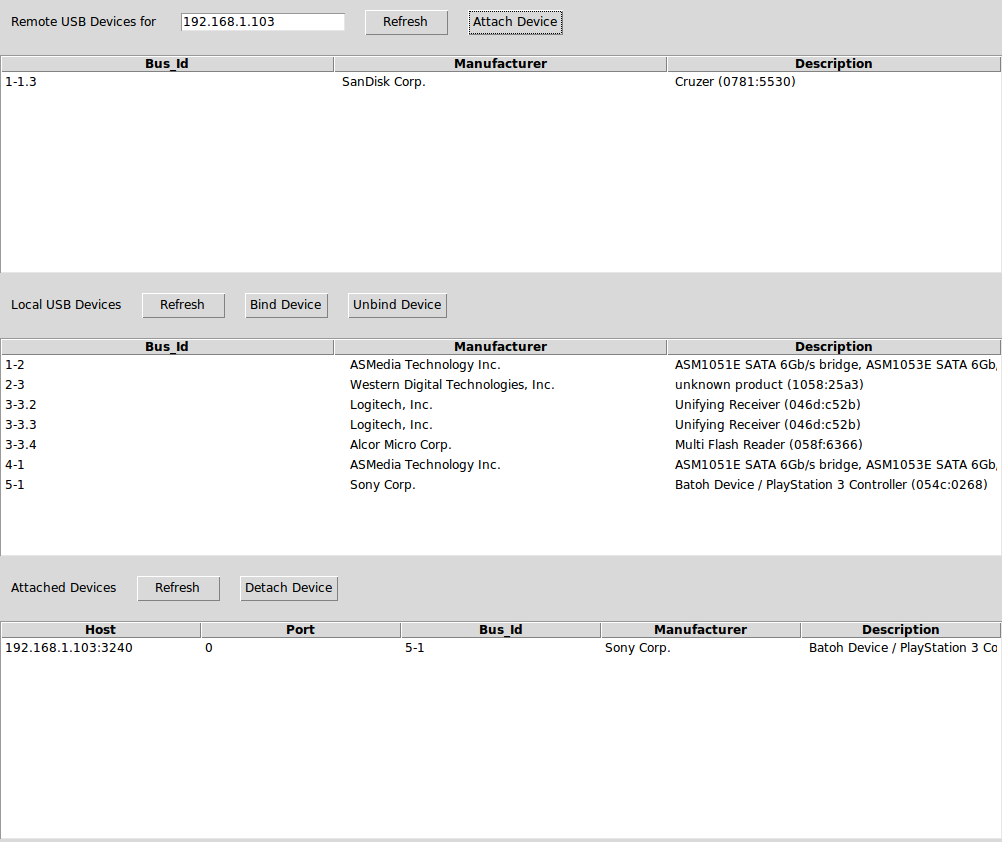 Remote USB Devices for 192.168.1.103 Refresh Attach Device
Bus_Id Manufacturer Description
1-1.3 SanDisk Corp. Cruzer (0781:5530)
Local USB Devices Refresh Bind Device Unbind Device
Bus_Id Manufacturer Description
1-2 ASMedia Technology Inc. ASM1051E SATA 6Gb/s bridge, ASM1053E SATA 6Gb,
2-3 Western Digital Technologies, Inc. unknown product (1058:25a3)
3-3.2 Logitech, Inc. Unifying Receiver (046d:c52b)
3-3.3 Logitech, Inc. Unifying Receiver (046d:c52b)
3-3.4 Alcor Micro Corp. Multi Flash Reader (058f:6366)
4-1 ASMedia Technology Inc. ASM1051E SATA 6Gb/s bridge, ASM1053E SATA 6Gb,
5-1 Sony Corp. Batoh Device / PlayStation 3 Controller (054c:0268)
Attached Devices Refresh Detach Device
Host Port Bus_Id Manufacturer Description
192.168.1.103:3240 0 5-1 Sony Corp. Batoh Device / PlayStation 3 Co